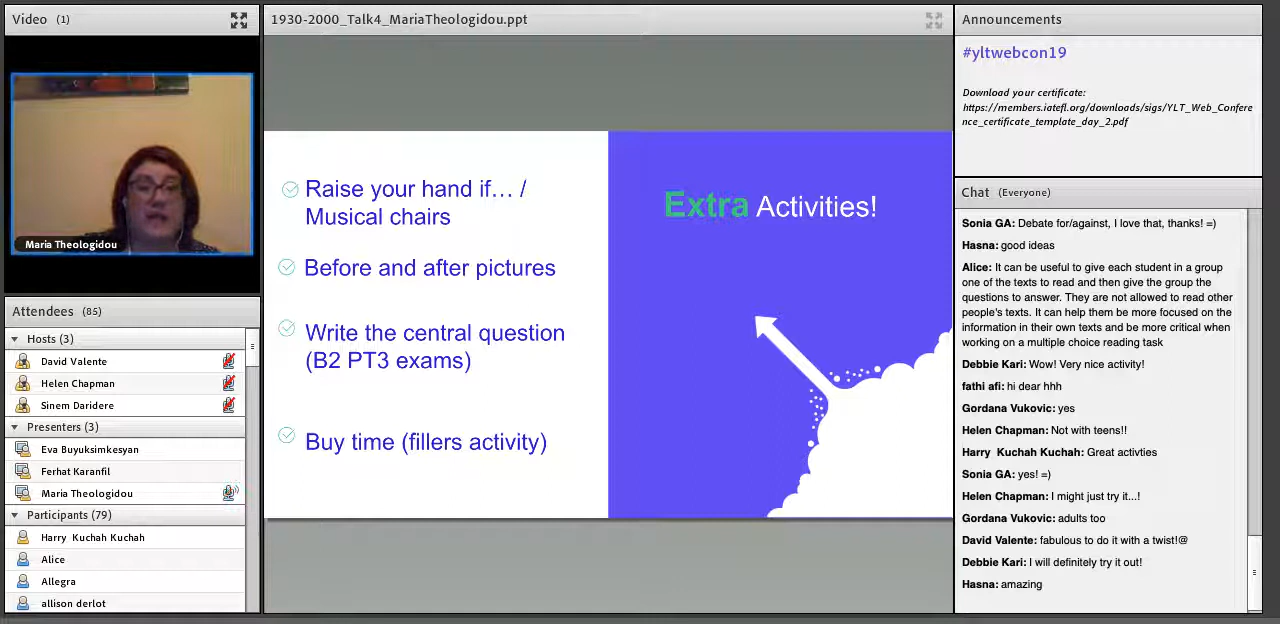 Video (1)
Maria Theologidou
Attendees (85)
Hosts (3)
David Valente
Helen Chapman
Sinem Daridere
Presenters (3)
Eva Buyuksimkesyan
Ferhat Karanfil
Maria Theologidou
Participants (79)
Harry Kuchah Kuchah
Alice
Allegra
allison derlot
1930-2000_Talk4_MariaTheologidou.ppt
Raise your hand if… /
Musical chairs
Before and after pictures
Write the central question
(B2 PT3 exams)
Buy time (fillers activity)
Extra Activities!
Announcements
#yltwebcon19
Download your certificate:
https://members.iatefl.org/downloads/sigs/YLT_Web_Confere
nce_certificate_template_day_2.pdf
Chat (Everyone)
Sonia GA: Debate for/against, I love that, thanks! =)
Hasna: good ideas
Alice: It can be useful to give each student in a group
one of the texts to read and then give the group the
questions to answer. They are not allowed to read other
people's texts. It can help them be more focused on the
information in their own texts and be more critical when
working on a multiple choice reading task
Debbie Kari: Wow! Very nice activity!
fathi afi: hi dear hhh
Gordana Vukovic: yes
Helen Chapman: Not with teens!!
Harry Kuchah Kuchah: Great activties
Sonia GA: yes! =)
Helen Chapman: I might just try it...!
Gordana Vukovic: adults too
David Valente: fabulous to do it with a twist!@
Debbie Kari: I will definitely try it out!
Hasna: amazing